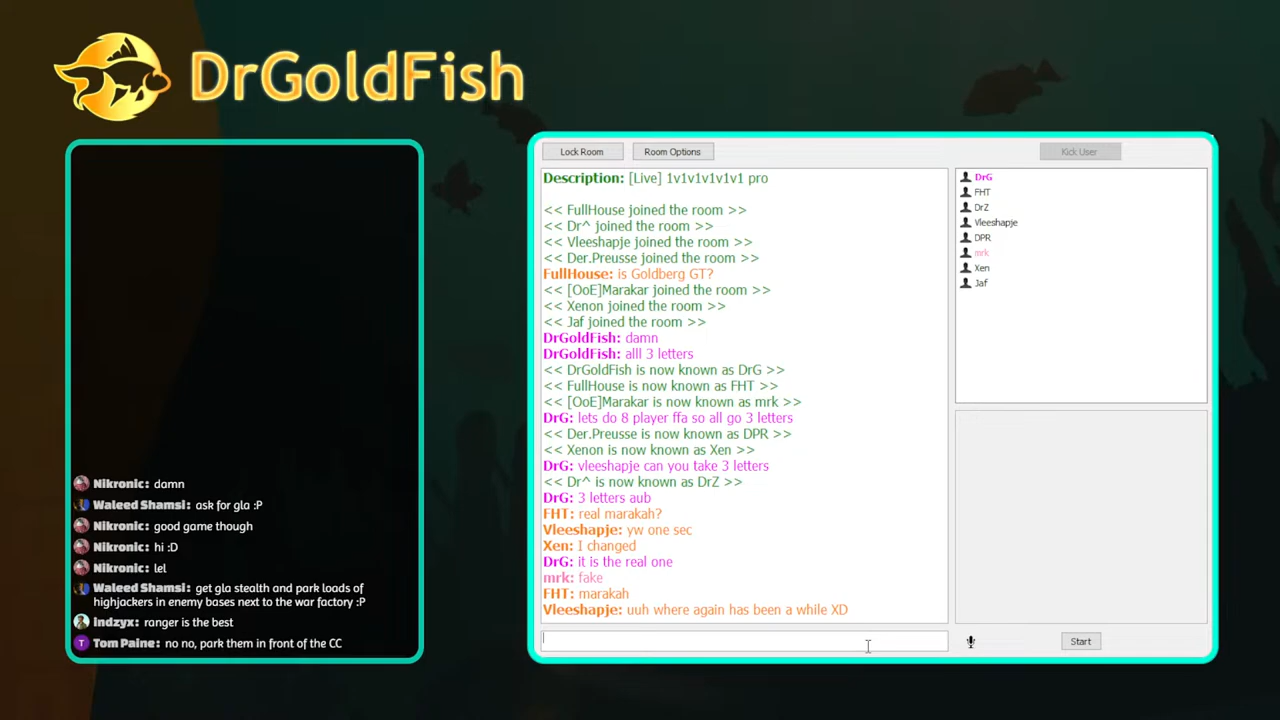 DrGoldFish
Lock Room
Room Options
Kick User
Description: [Live] 1v1v1v1v1v1 pro
<< FullHouse joined the room >>
<< Dr^ joined the room >>
<< Vleeshapje joined the room >>
<< Der.Preusse joined the room >>
FullHouse: is Goldberg GT?
<< [OoE]Marakar joined the room >>
<< Xenon joined the room >>
<< Jaf joined the room >>
DrGoldFish: damn
DrGoldFish: alll 3 letters
<< DrGoldFish is now known as DrG >>
<< FullHouse is now known as FHT >>
<< [OoE]Marakar is now known as mrk >>
DrG: lets do 8 player ffa so all go 3 letters
<< Der.Preusse is now known as DPR >>
<< Xenon is now known as Xen >>
DrG: vleeshapje can you take 3 letters
<< Dr^ is now known as DrZ >>
DrG: 3 letters aub
FHT: real marakah?
Vleeshapje: yw one sec
Xen: I changed
DrG: it is the real one
mrk: fake
FHT: marakah
Vleeshapje: uuh where again has been a while XD
DrG
FHT
DrZ
Vleeshapje
DPR
mrk
Xen
Jaf
Start
Nikronic: damn
Waleed Shamsi: ask for gla :P
Nikronic: good game though
Nikronic: hi :D
Nikronic: lel
Waleed Shamsi: get gla stealth and park loads of
highjackers in enemy bases next to the war factory :P
indzyx: ranger is the best
T Tom Paine: no no, park them in front of the CC